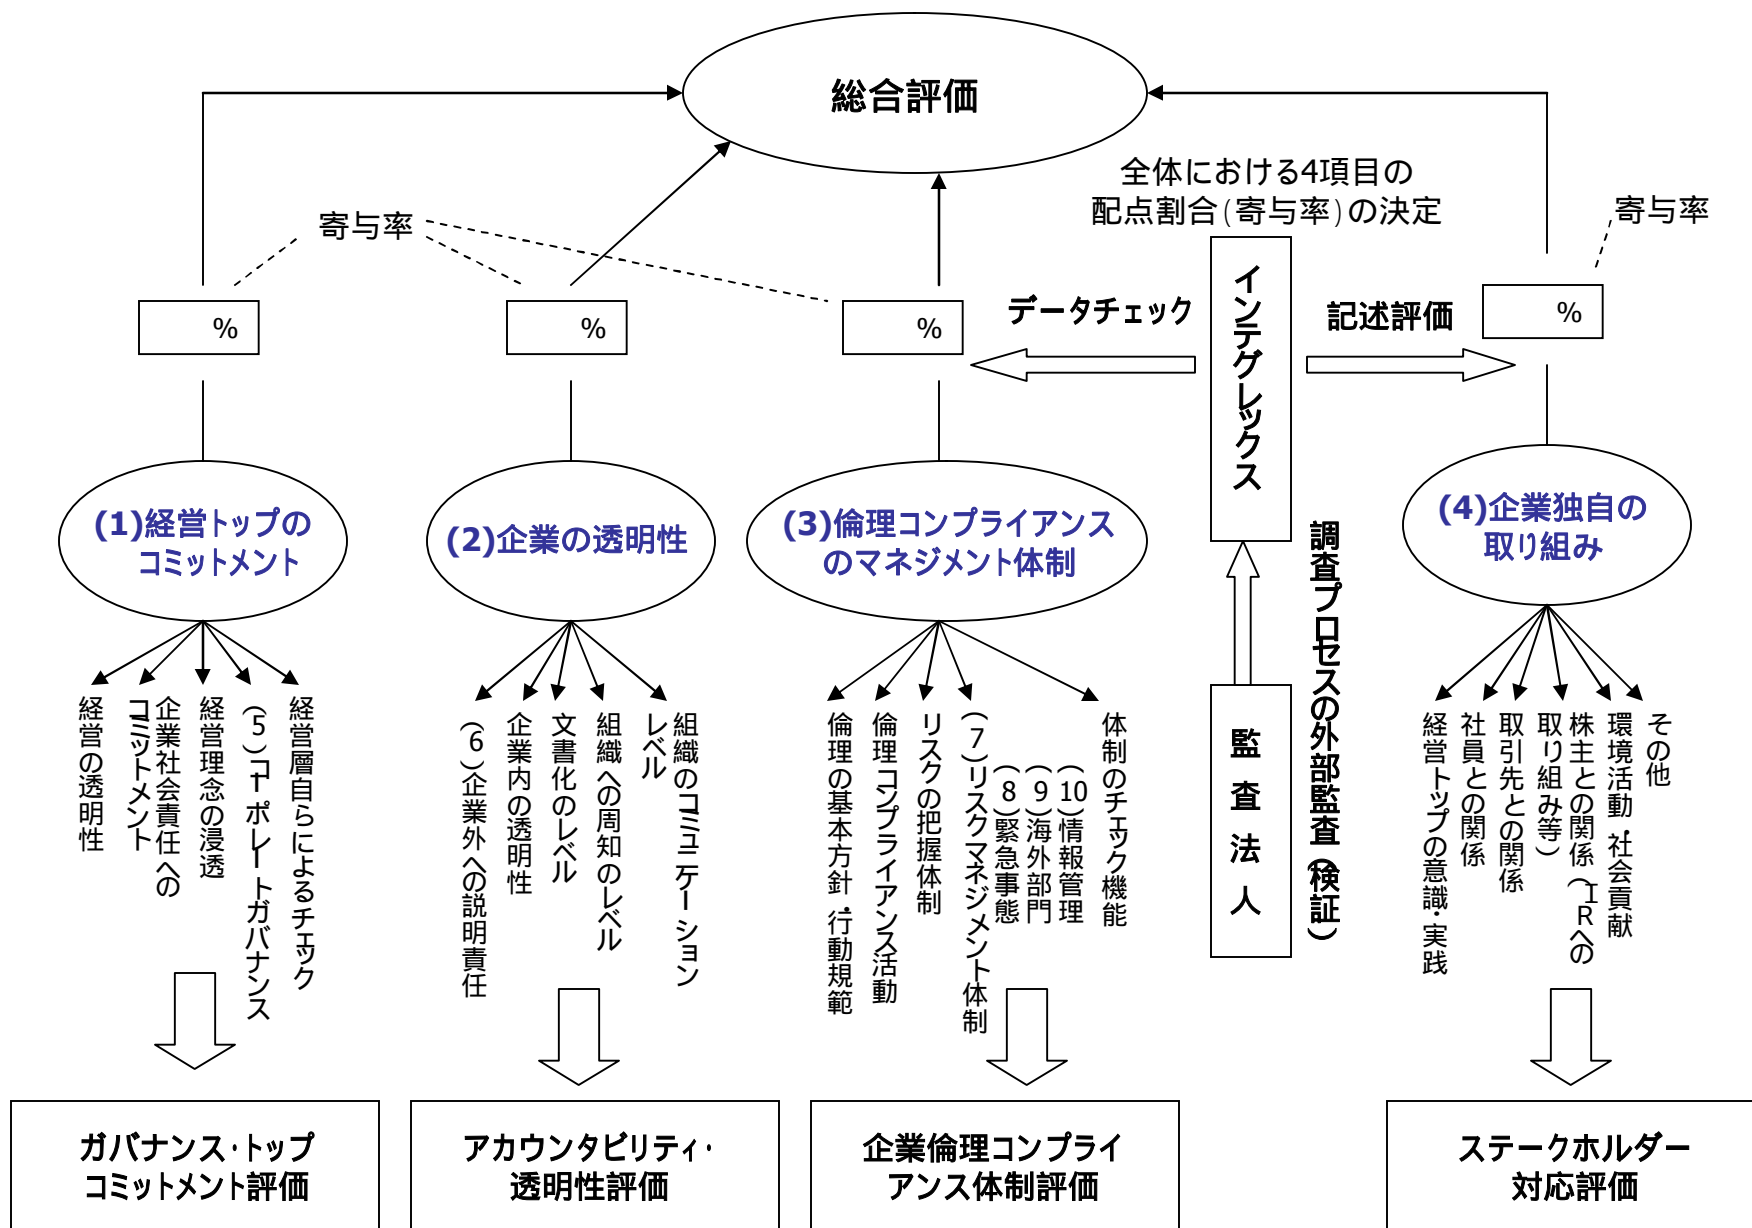 総合評価
全体における4項目の
配点割合(寄与率)の決定
寄与率
寄与率
%
%
%
%
データチェック
インテグレックス
記述評価
(1)経営トップの
コミットメント
(2)企業の透明性
(3)倫理コンプライアンス
のマネジメント体制
(4)企業独自の
取り組み
調査プロセスの外部監査(検証)
監査法人
経営の透明性
企業社会責任への
コミットメント
経営理念の浸透
(5)コーポレートガバナンス
経営層自らによるチェック
(6)企業外への説明責任
企業内の透明性
文書化のレベル
組織への周知のレベル
組織のコミュニケーション
レベル
倫理の基本方針・行動規範
倫理コンプライアンス活動
リスクの把握体制
(7)リスクマネジメント体制
(8)緊急事態
(9)海外部門
(10)情報管理
体制のチェック機能
経営トップの意識・実践
社員との関係
取引先との関係
株主との関係(IRへの
取り組み等)
環境活動・社会貢献
その他
ガバナンス・トップ
コミットメント評価
アカウンタビリティ・
透明性評価
企業倫理コンプライ
アンス体制評価
ステークホルダー
対応評価